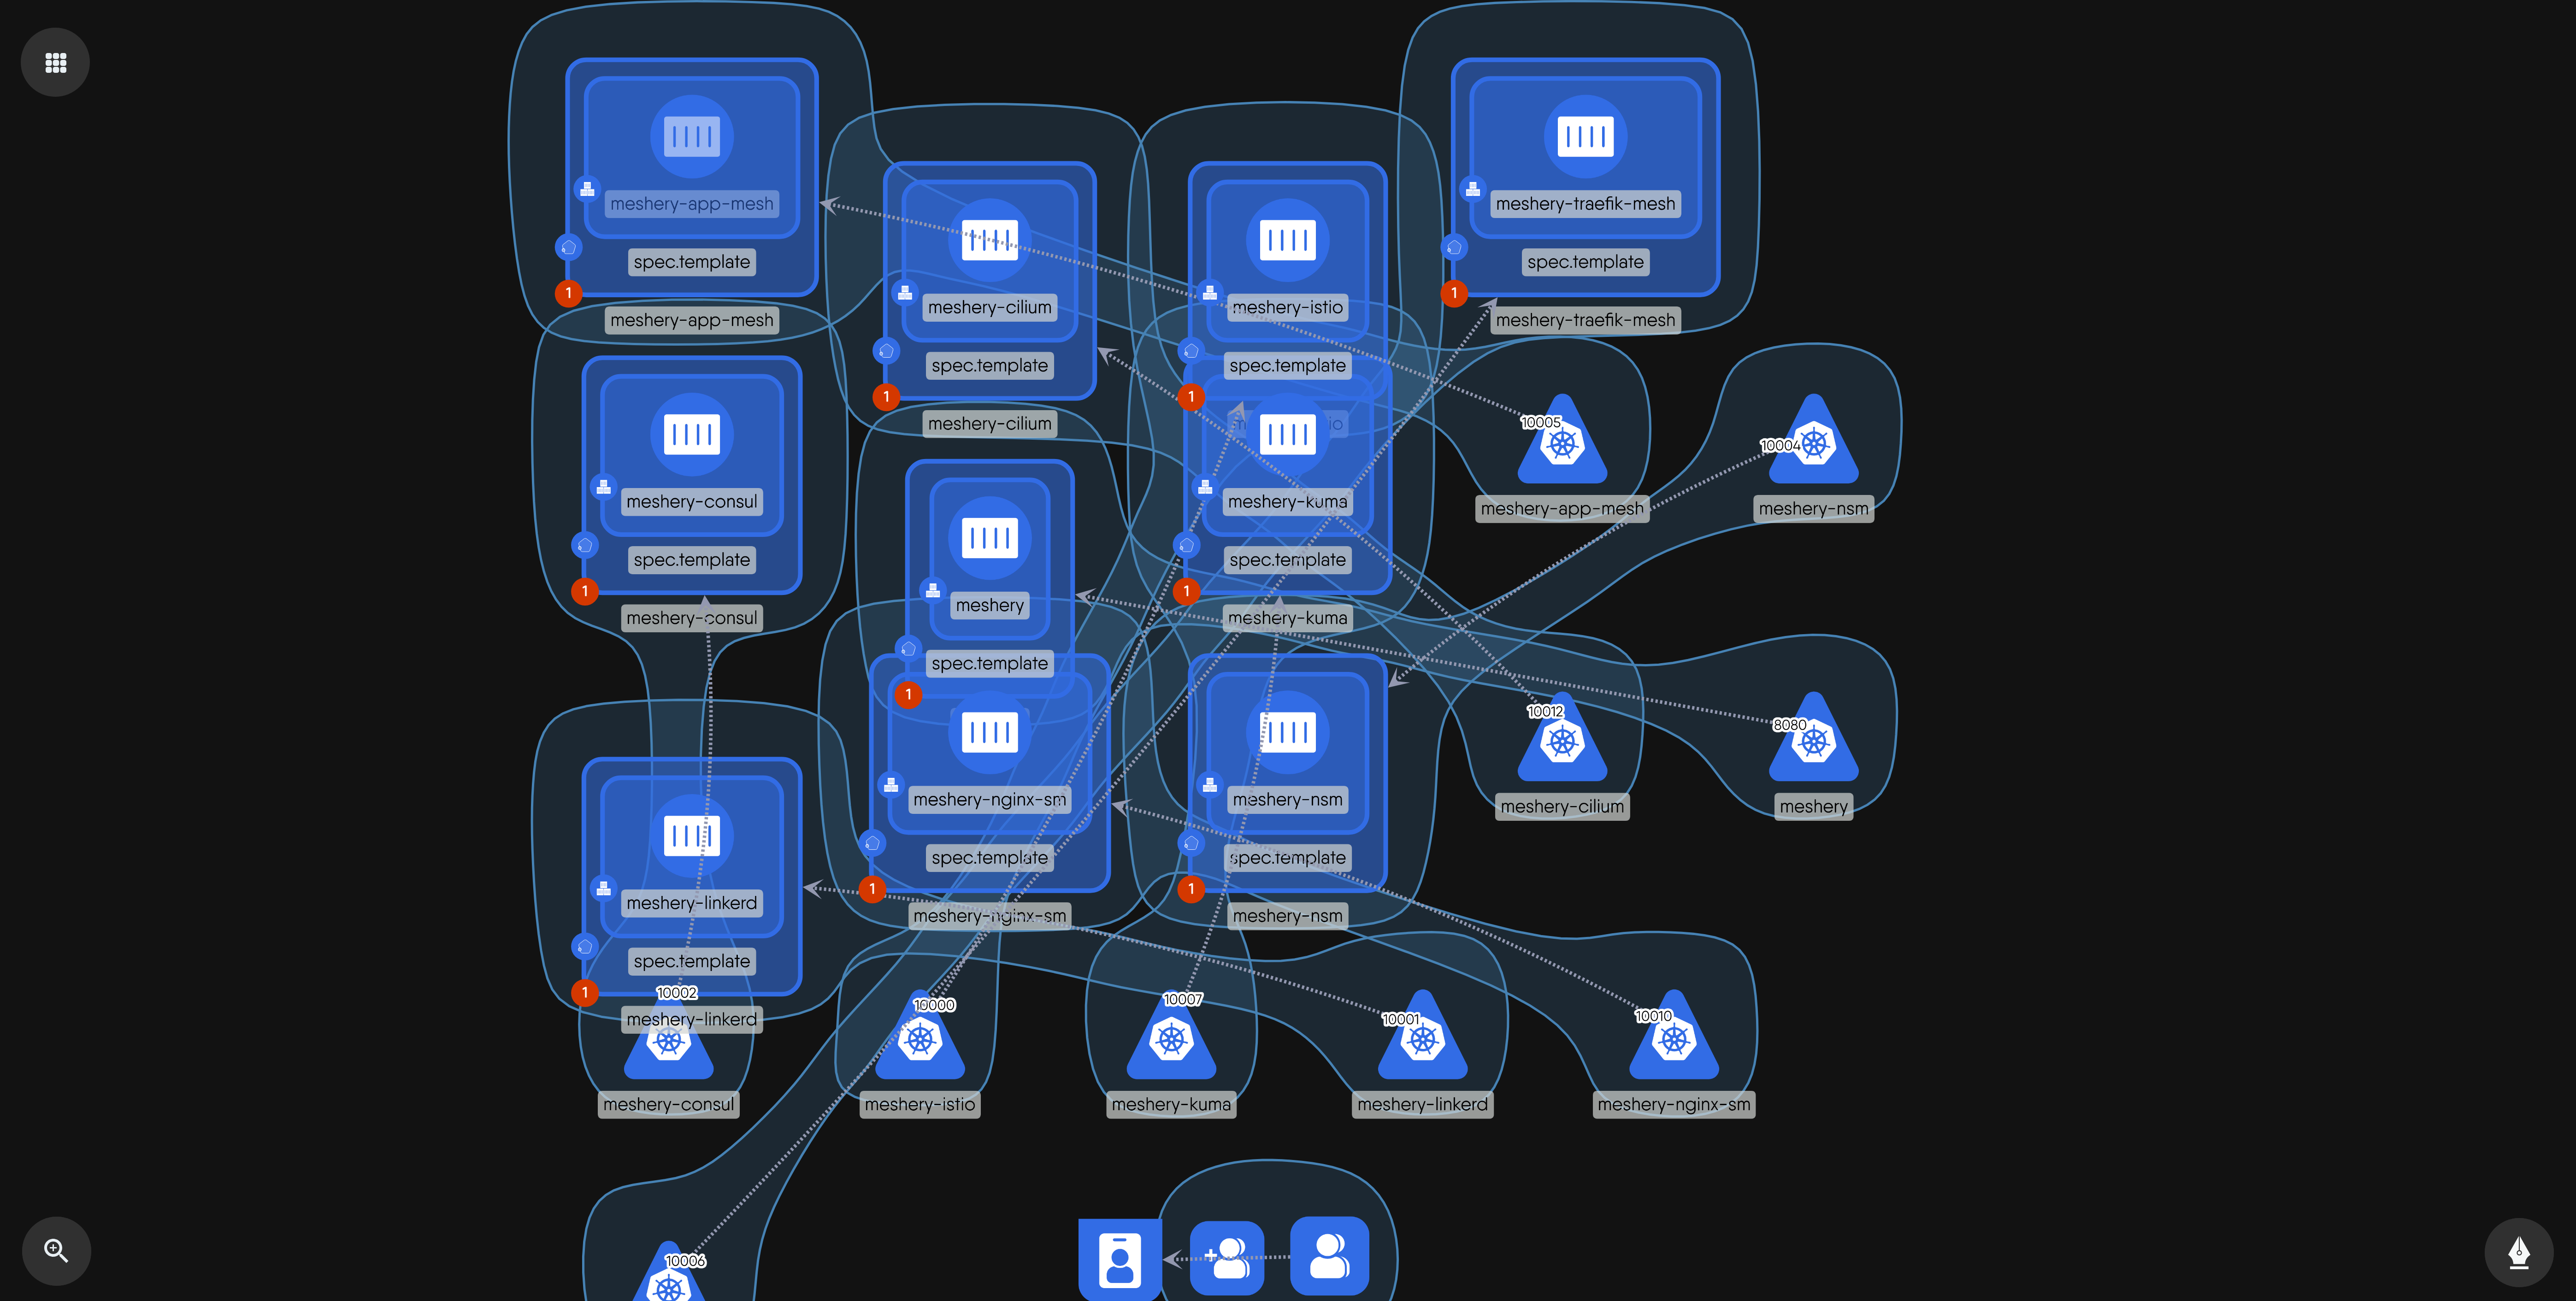 meshery-app-mesh
spec.template
1
meshery-app-mesh
meshery-traefik-mesh
spec.template
1
meshery-traefik-mesh
meshery-cilium
spec.template
1
meshery-cilium
meshery-istio
spec.template
1
meshery-consul
spec.template
1
meshery-consul
meshery-kuma
spec.template
1
meshery-kuma
10005
meshery-app-mesh
10004
meshery-nsm
meshery
spec.template
1
meshery-nginx-sm
spec.template
1
meshery-nginx-sm
meshery-nsm
spec.template
1
meshery-nsm
10012
meshery-cilium
8080
meshery
meshery-linkerd
spec.template
1
meshery-linkerd
10002
meshery-consul
10000
meshery-istio
10007
meshery-kuma
10001
meshery-linkerd
10010
meshery-nginx-sm
10006